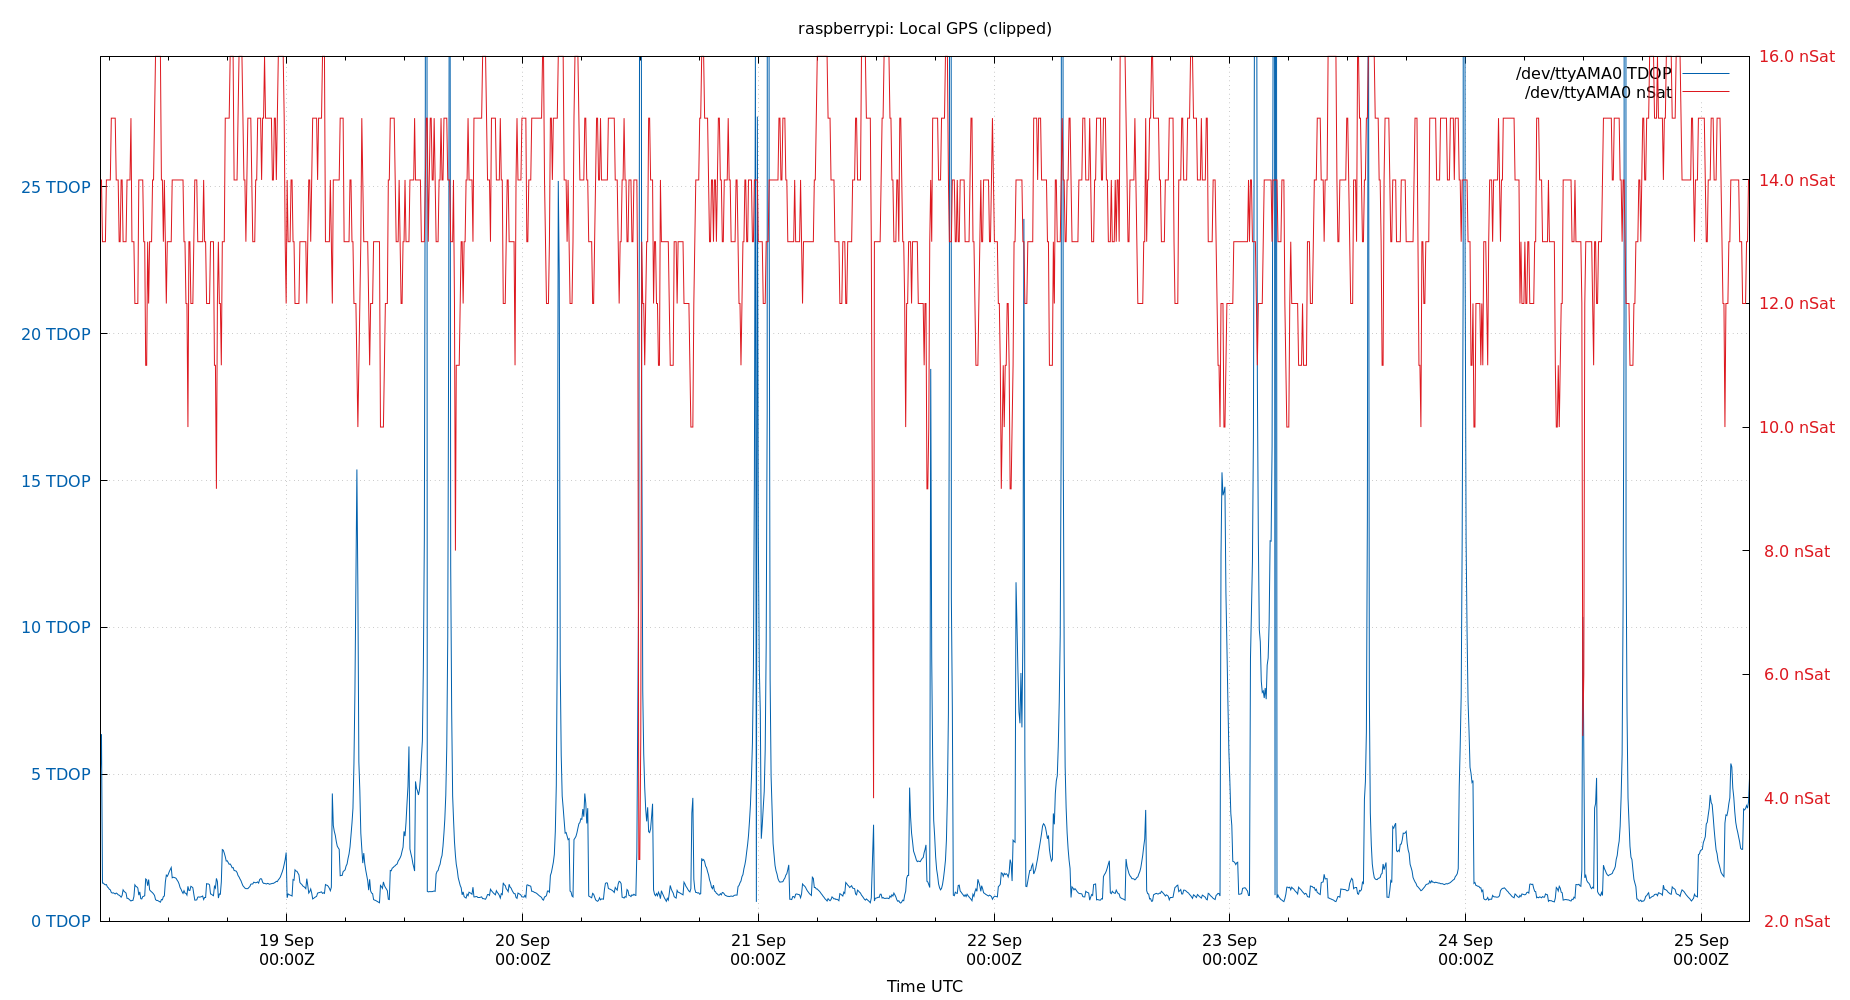 raspberrypi: Local GPS (clipped)
16.0 nSat
/dev/ttyAMA0 TDOP
/dev/ttyAMA0 nSat
25 TDOP
14.0 nSat
20 TDOP
12.0 nSat
10.0 nSat
15 TDOP
8.0 nSat
10 TDOP
6.0 nSat
5 TDOP
4.0 nSat
0 TDOP
2.0 nSat
19 Sep
00:00Z
20 Sep
00:00Z
21 Sep
00:00Z
22 Sep
00:00Z
23 Sep
00:00Z
24 Sep
00:00Z
25 Sep
00:00Z
Time UTC